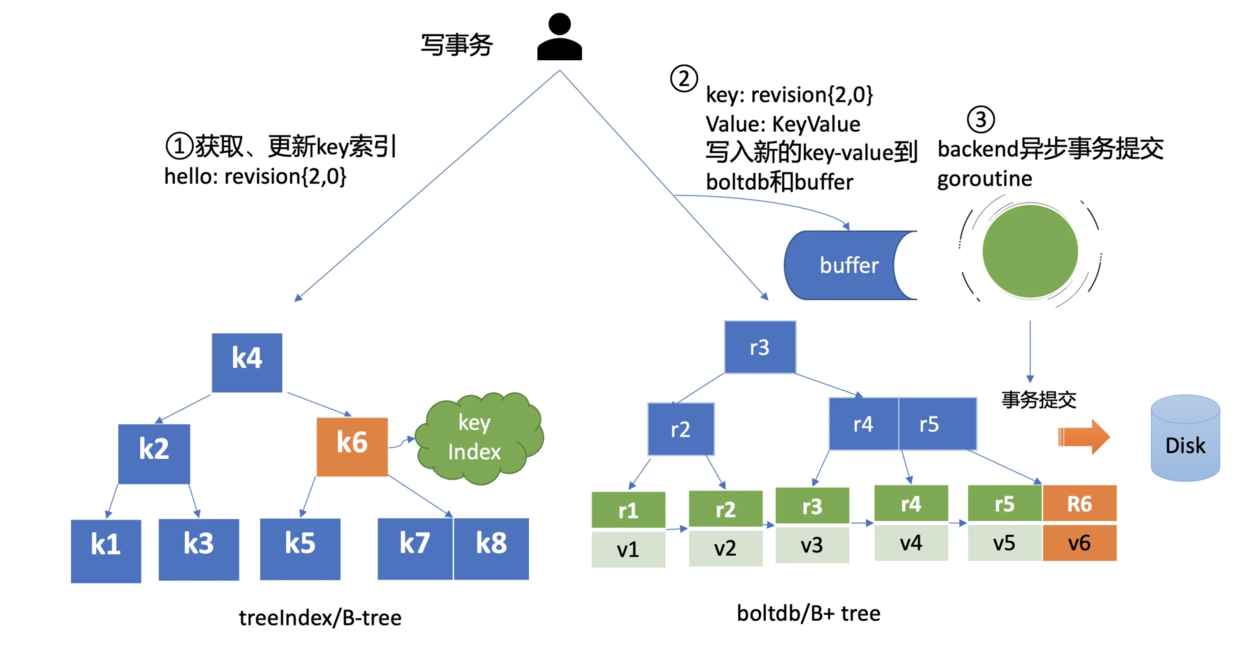 写事务
①获取、更新key索引
hello: revision{2,0}
②
key: revision{2,0}
Value: KeyValue
写入新的key-value到
boltdb和buffer
③
backend异步事务提交
goroutine
buffer
事务提交
Disk
k4
k2
k6
key
Index
k1
k3
k5
k7
k8
treeIndex/B-tree
r3
r2
r4
r5
r1
r2
r3
r4
r5
R6
v1
v2
v3
v4
v5
v6
boltdb/B+ tree